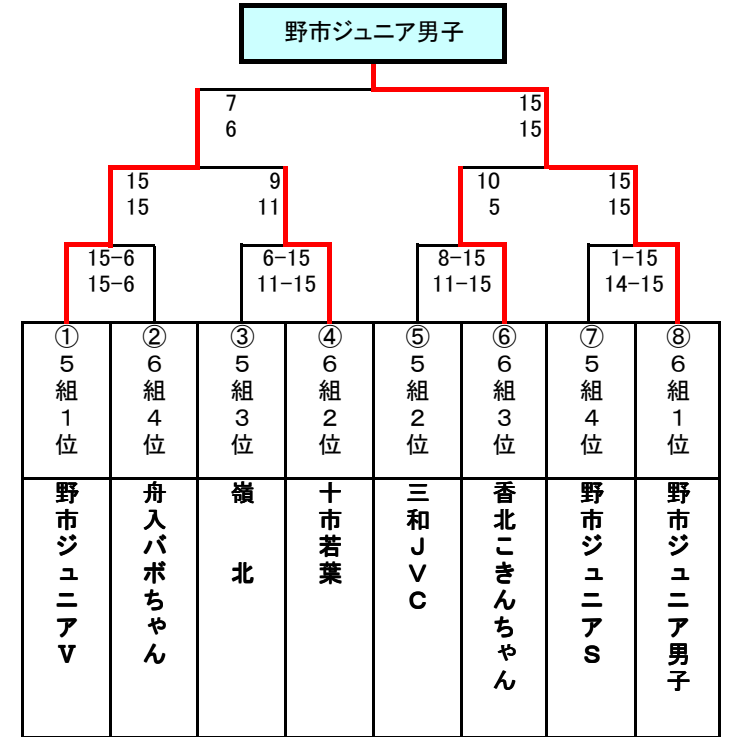 野市ジュニア男子
7 15
6 15
15 9 10 15
15 11 5 15
15-6 6-15 8-15 1-15
15-6 11-15 11-15 14-15
① ② ③ ④ ⑤ ⑥ ⑦ ⑧
5組1位
6組4位
5組3位
6組2位
5組2位
6組3位
5組4位
6組1位
野市ジュニアV
舟入バボちゃん
嶺北
十市若葉
三和JVC
香北こきんちゃん
野市ジュニアS
野市ジュニア男子